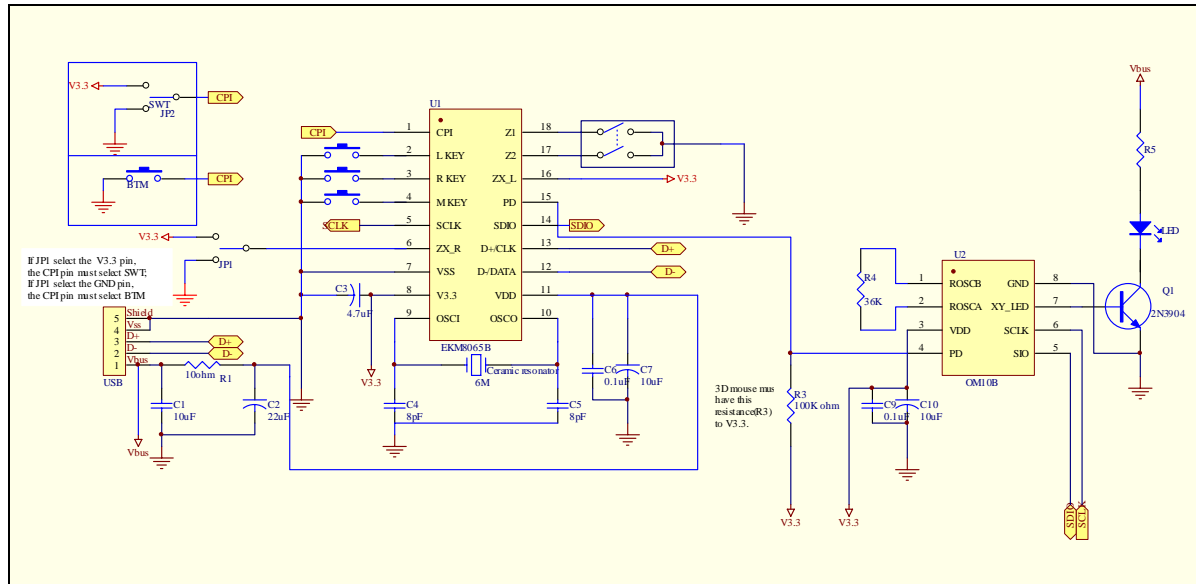 V3.3
SWT
JP2
CPI
BTM
CPI
V3.3
JP1
If JP1 select the V3.3 pin,
the CPI pin must select SWT;
If JP1 select the GND pin,
the CPI pin must select BTM
Shield
5
Vss
4
D+
3
D-
2
Vbus
1
USB
D+
D-
10ohm
R1
C1
10uF
C2
22uF
Vbus
CPI
SCLK
C3
4.7uF
V3.3
U1
1 CPI Z1 18
2 L KEY Z2 17
3 R KEY ZX_L 16
4 M KEY PD 15
5 SCLK SDIO 14
6 ZX_R D+/CLK 13
7 VSS D-/DATA 12
8 V3.3 VDD 11
9 OSCI OSCO 10
EKM8065B
Ceramic resonator
6M
C4
8pF
C5
8pF
C6
0.1uF
C7
10uF
V3.3
SDIO
D+
D-
3D mouse mus
have this
resistance(R3)
to V3.3.
R3
100K ohm
V3.3
R4
36K
U2
1 ROSCB GND 8
2 ROSCA XY_LED 7
3 VDD SCLK 6
4 PD SIO 5
OM10B
C9
0.1uF
C10
10uF
V3.3
Vbus
R5
LED
Q1
2N3904
SDIO
SCLK